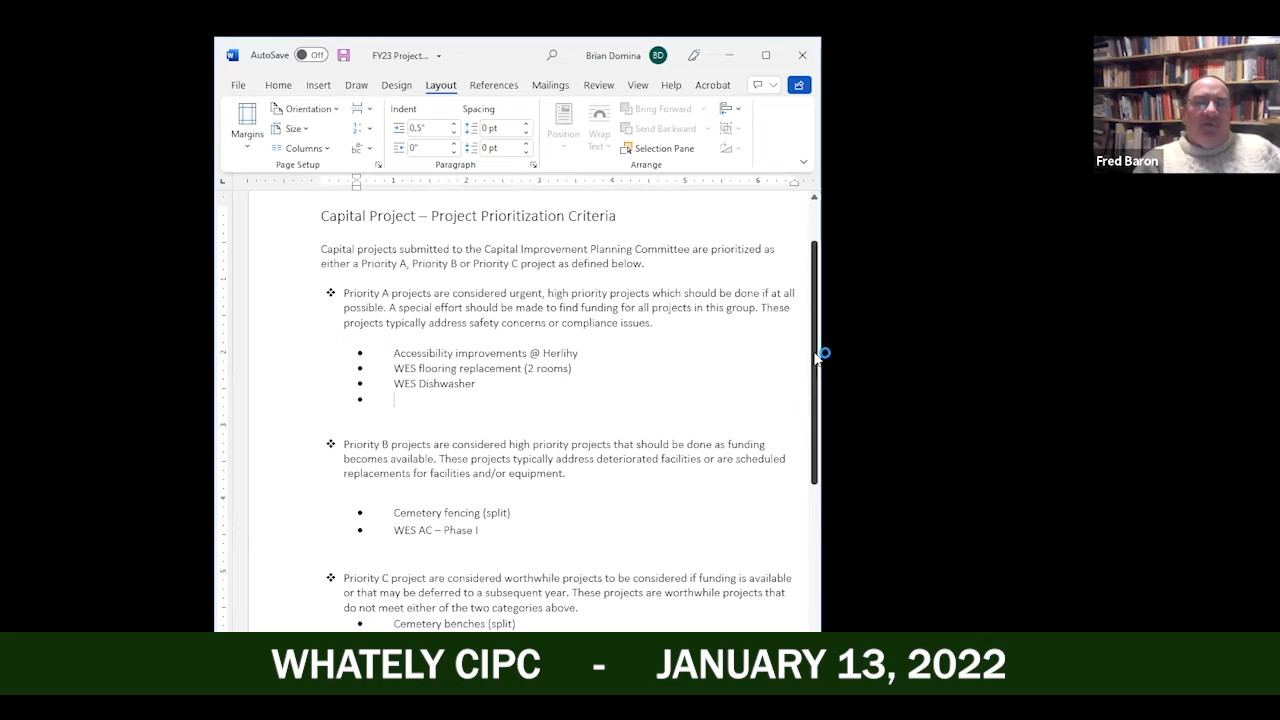 AutoSave Off FY23 Project... Brian Domina BD
File Home Insert Draw Design Layout References Mailings Review View Help Acrobat
Margins
Orientation
Size
Columns
Page Setup
Indent Spacing
0.5" 0 pt
0" 0 pt
Paragraph
Position
Wrap Text
Bring Forward
Send Backward
Selection Pane
Arrange
Fred Baron
1 2 3 4 5 6
Capital Project – Project Prioritization Criteria
Capital projects submitted to the Capital Improvement Planning Committee are prioritized as
either a Priority A, Priority B or Priority C project as defined below.
❖ Priority A projects are considered urgent, high priority projects which should be done if at all
possible. A special effort should be made to find funding for all projects in this group. These
projects typically address safety concerns or compliance issues.
• Accessibility improvements @ Herlihy
• WES flooring replacement (2 rooms)
• WES Dishwasher
•
❖ Priority B projects are considered high priority projects that should be done as funding
becomes available. These projects typically address deteriorated facilities or are scheduled
replacements for facilities and/or equipment.
• Cemetery fencing (split)
• WES AC – Phase I
❖ Priority C project are considered worthwhile projects to be considered if funding is available
or that may be deferred to a subsequent year. These projects are worthwhile projects that
do not meet either of the two categories above.
• Cemetery benches (split)
WHATELY CIPC - JANUARY 13, 2022